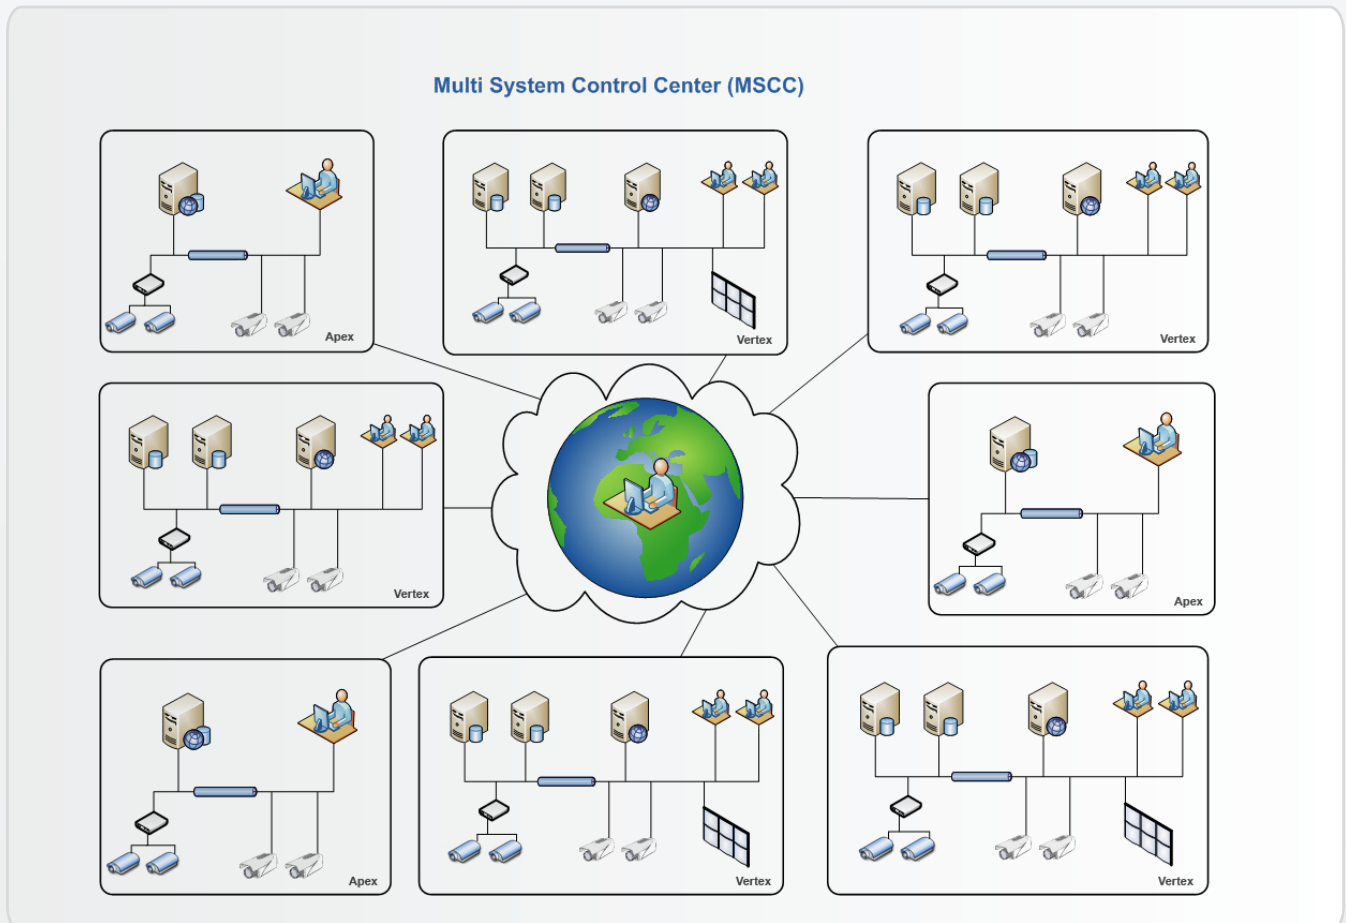 Multi System Control Center (MSCC)
Apex
Vertex
Vertex
Vertex
Apex
Apex
Vertex
Vertex